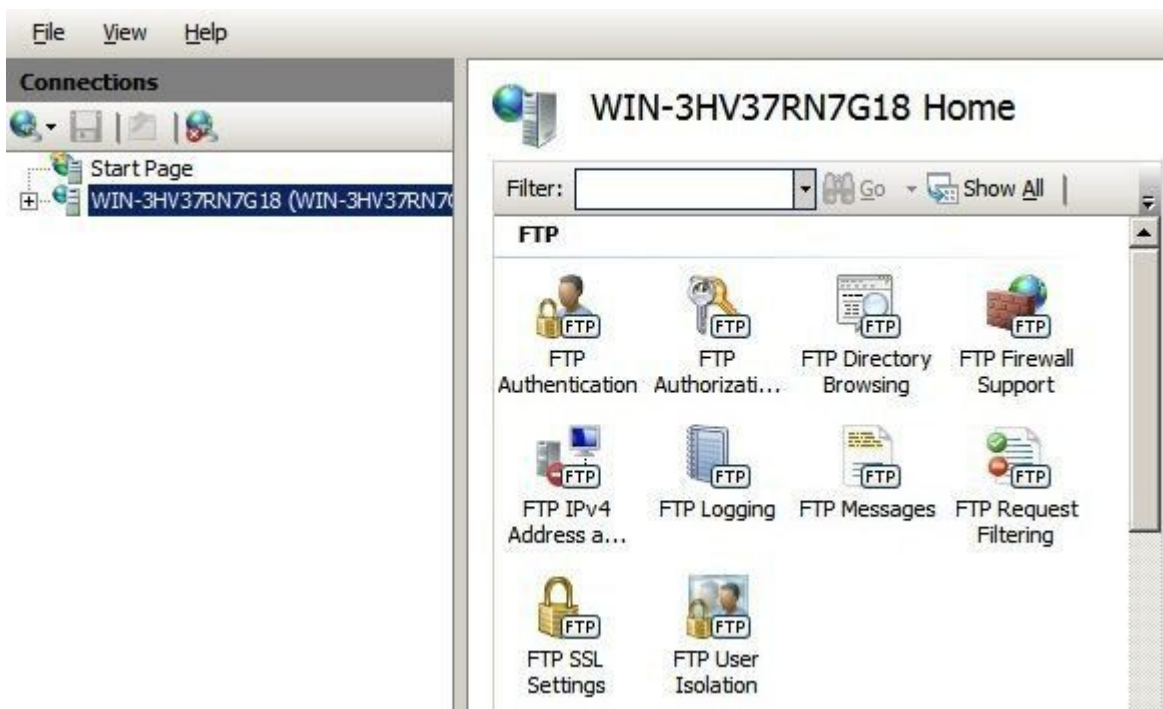 File View Help
Connections
WIN-3HV37RN7G18 Home
Start Page
WIN-3HV37RN7G18 (WIN-3HV37RN7
Filter:
Go
Show All
FTP
FTP FTP FTP FTP
FTP FTP FTP Directory FTP Firewall
Authentication Authorizati... Browsing Support
FTP FTP FTP FTP
FTP IPv4 FTP Logging FTP Messages FTP Request
Address a... Filtering
FTP FTP
FTP SSL FTP User
Settings Isolation